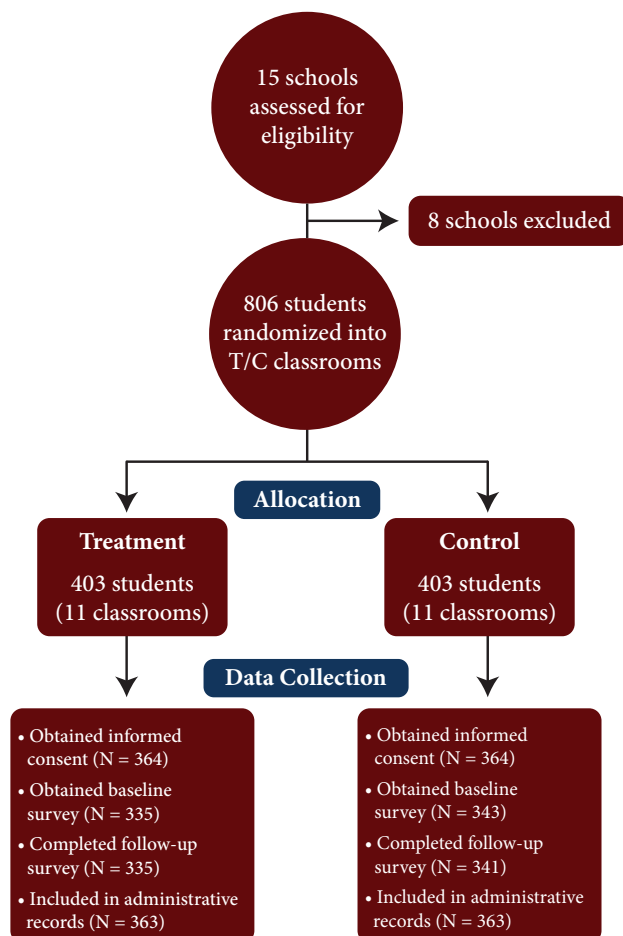 15 schools
assessed for
eligibility
8 schools excluded
806 students
randomized into
T/C classrooms
Allocation
Treatment
403 students
(11 classrooms)
Control
403 students
(11 classrooms)
Data Collection
• Obtained informed
consent (N = 364)
• Obtained baseline
survey (N = 335)
• Completed follow-up
survey (N = 335)
• Included in administrative
records (N = 363)
• Obtained informed
consent (N = 364)
• Obtained baseline
survey (N = 343)
• Completed follow-up
survey (N = 341)
• Included in administrative
records (N = 363)